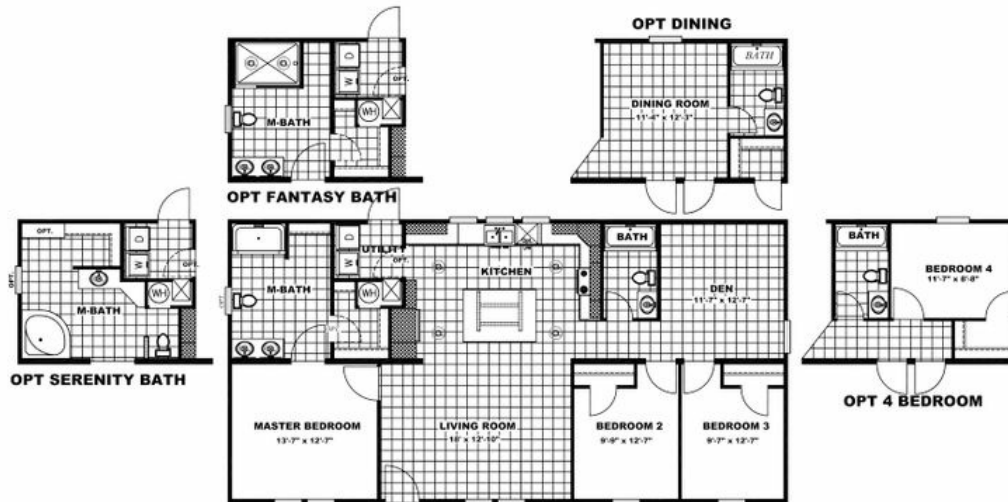 OPT DINING
D
W
OPT.
WH
M-BATH
OPT FANTASY BATH
BATH
DINING ROOM
11'-4" x 12'-7"
OPT.
OPT.
D
W
OPT.
WH
M-BATH
OPT SERENITY BATH
D
UTILITY
W
OPT.
WH
OPT
M-BATH
KITCHEN
BATH
DEN
11'-7" x 12'-7"
MASTER BEDROOM
13'-7" x 12'-7"
LIVING ROOM
18' x 12'-10"
BEDROOM 2
9'-9" x 12'-7"
BEDROOM 3
9'-7" x 12'-7"
BATH
BEDROOM 4
11'-7" x 8'-8"
OPT 4 BEDROOM